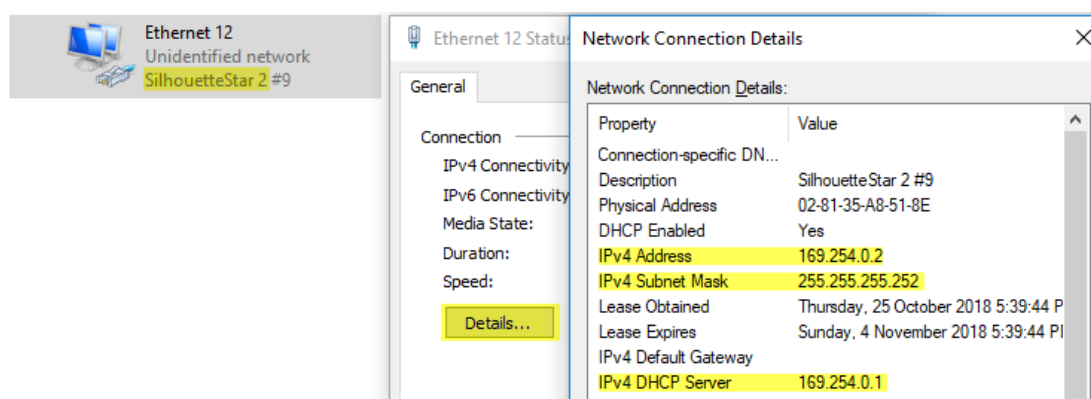 Ethernet 12
Unidentified network
SilhouetteStar 2 #9
Ethernet 12 Status
General
Connection
IPv4 Connectivity
IPv6 Connectivity
Media State:
Duration:
Speed:
Details...
Network Connection Details
Network Connection Details:
Property Value
Connection-specific DN...
Description SilhouetteStar 2 #9
Physical Address 02-81-35-A8-51-8E
DHCP Enabled Yes
IPv4 Address 169.254.0.2
IPv4 Subnet Mask 255.255.255.252
Lease Obtained Thursday, 25 October 2018 5:39:44 P
Lease Expires Sunday, 4 November 2018 5:39:44 P
IPv4 Default Gateway
IPv4 DHCP Server 169.254.0.1